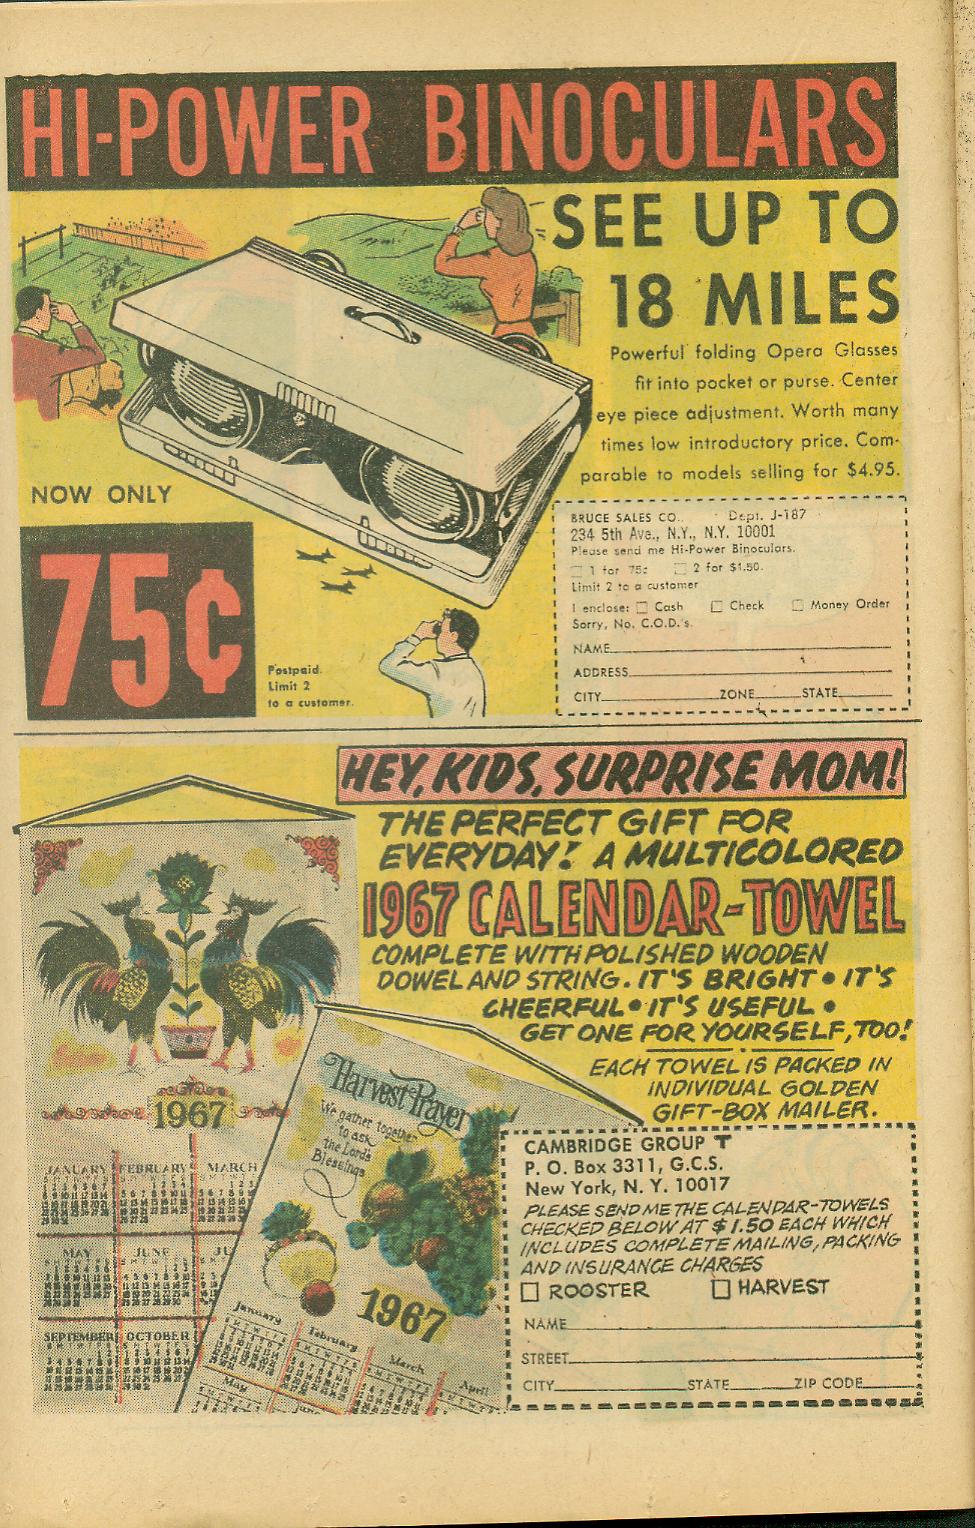 HI-POWER BINOCULARS
SEE UP TO
18 MILES
Powerful folding Opera Glasses
fit into pocket or purse. Center
eye piece adjustment. Worth many
times low introductory price. Com-
parable to models selling for $4.95.
NOW ONLY
75¢
Postpaid.
Limit 2
to a customer.
BRUCE SALES CO. Dept. J-187
234 5th Ave., N.Y., N.Y. 10001
Please send me Hi-Power Binoculars.
1 for 75¢ 2 for $1.50.
Limit 2 to a customer
I enclose: Cash Check Money Order
Sorry, No. C.O.D.'s.
NAME
ADDRESS
CITY ZONE STATE
HEY, KIDS, SURPRISE MOM!
THE PERFECT GIFT FOR
EVERYDAY! A MULTICOLORED
1967 CALENDAR-TOWEL
COMPLETE WITH POLISHED WOODEN
DOWEL AND STRING. IT'S BRIGHT • IT'S
CHEERFUL • IT'S USEFUL •
GET ONE FOR YOURSELF, TOO!
EACH TOWEL IS PACKED IN
INDIVIDUAL GOLDEN
GIFT-BOX MAILER.
1967
JANUARY FEBRUARY MARCH
MAY JUNE JU
SEPTEMBER OCTOBER
Harvest Prayer
We gather together
to ask
the Lord's
Blessings
1967
January February March April
May
CAMBRIDGE GROUP T
P. O. Box 3311, G.C.S.
New York, N. Y. 10017
PLEASE SEND ME THE CALENDAR-TOWELS
CHECKED BELOW AT $1.50 EACH WHICH
INCLUDES COMPLETE MAILING, PACKING
AND INSURANCE CHARGES
ROOSTER HARVEST
NAME
STREET
CITY STATE ZIP CODE